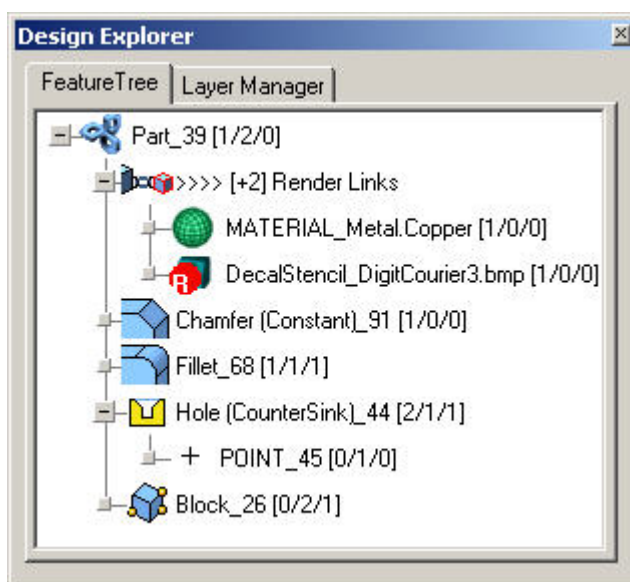 Design Explorer
FeatureTree Layer Manager
Part_39 [1/2/0]
>>>> [+2] Render Links
MATERIAL_Metal.Copper [1/0/0]
R DecalStencil_DigitCourier3.bmp [1/0/0]
Chamfer (Constant)_91 [1/0/0]
Fillet_68 [1/1/1]
Hole (CounterSink)_44 [2/1/1]
POINT_45 [0/1/0]
Block_26 [0/2/1]